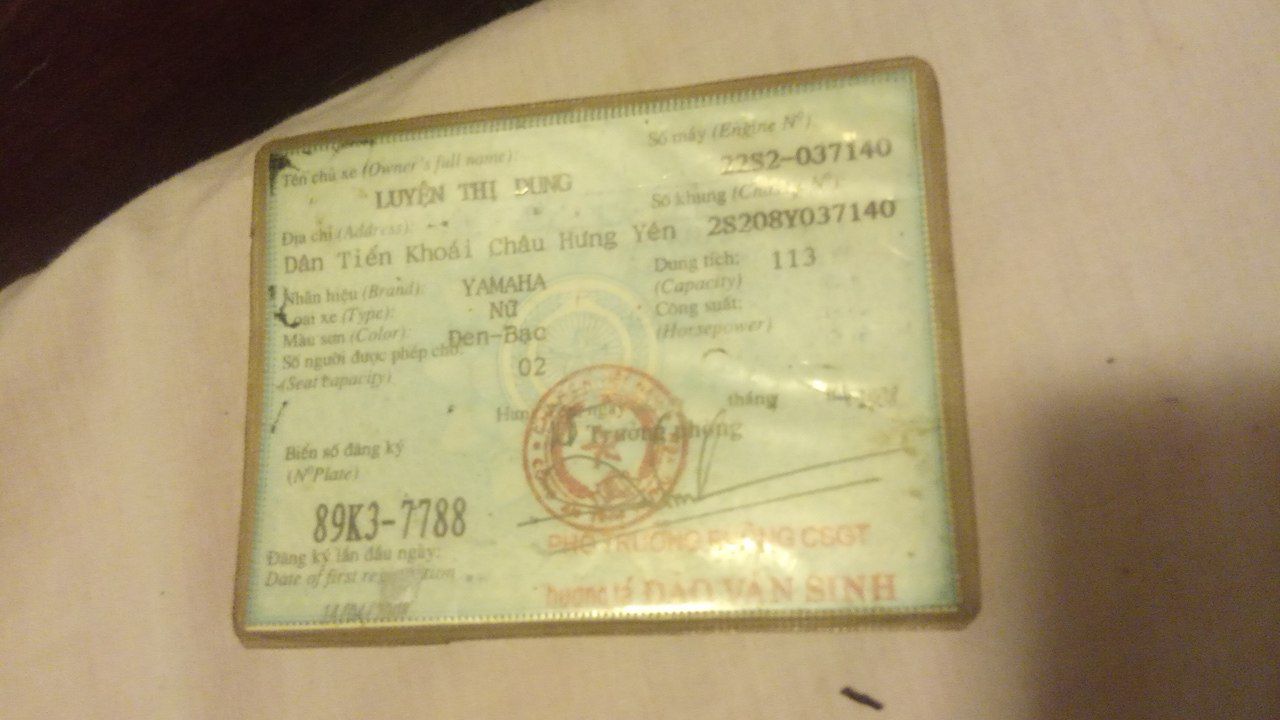 Tên chủ xe (Owner's full name):
LUYỆN THỊ DUNG
Số máy (Engine Nº)
22S2-037140
Số khung (Chassis Nº)
2S208Y037140
Địa chỉ (Address):
Dân Tiến Khoái Châu Hưng Yên
Nhãn hiệu (Brand): YAMAHA
Loại xe (Type): Nữ
Màu sơn (Color): Đen-Bạc
Số người được phép chở: 02
(Seat capacity)
Dung tích: 113
(Capacity)
Công suất:
(Horsepower)
ngày tháng
Trưởng phòng
Biển số đăng ký
(NºPlate)
89K3-7788
Đăng ký lần đầu ngày:
Date of first registration
PHÓ TRƯỞNG PHÒNG CSGT
Thượng tá ĐÀO VĂN SINH